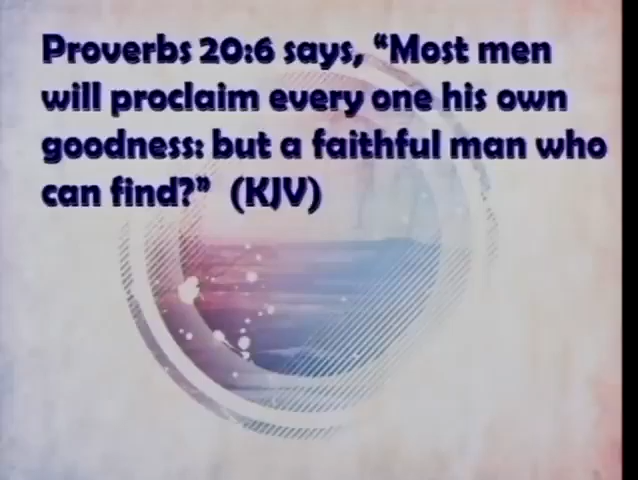 Proverbs 20:6 says, “Most men
will proclaim every one his own
goodness: but a faithful man who
can find?” (KJV)